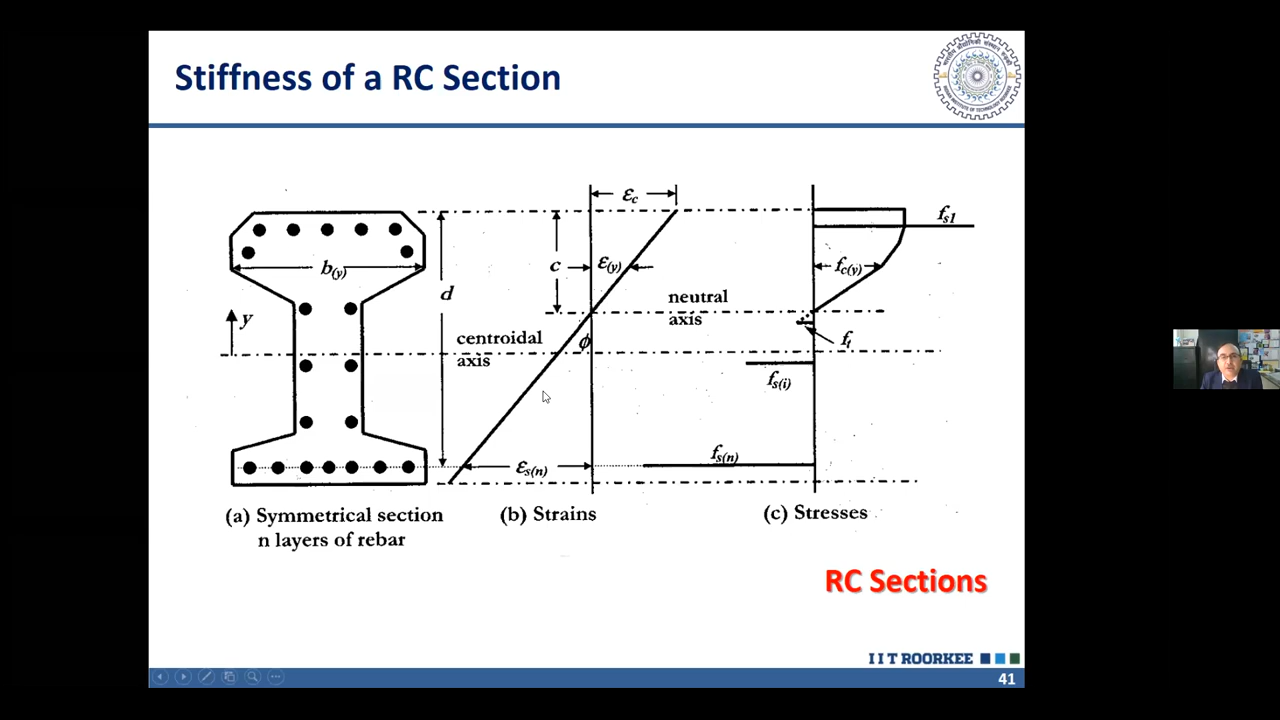 Stiffness of a RC Section
εc
fs1
c
ε(y)
fc(y)
b(y)
d
y
neutral
axis
centroidal
axis
ϕ
ft
fs(i)
εs(n)
fs(n)
(a) Symmetrical section
n layers of rebar
(b) Strains
(c) Stresses
RC Sections
I I T ROORKEE
41